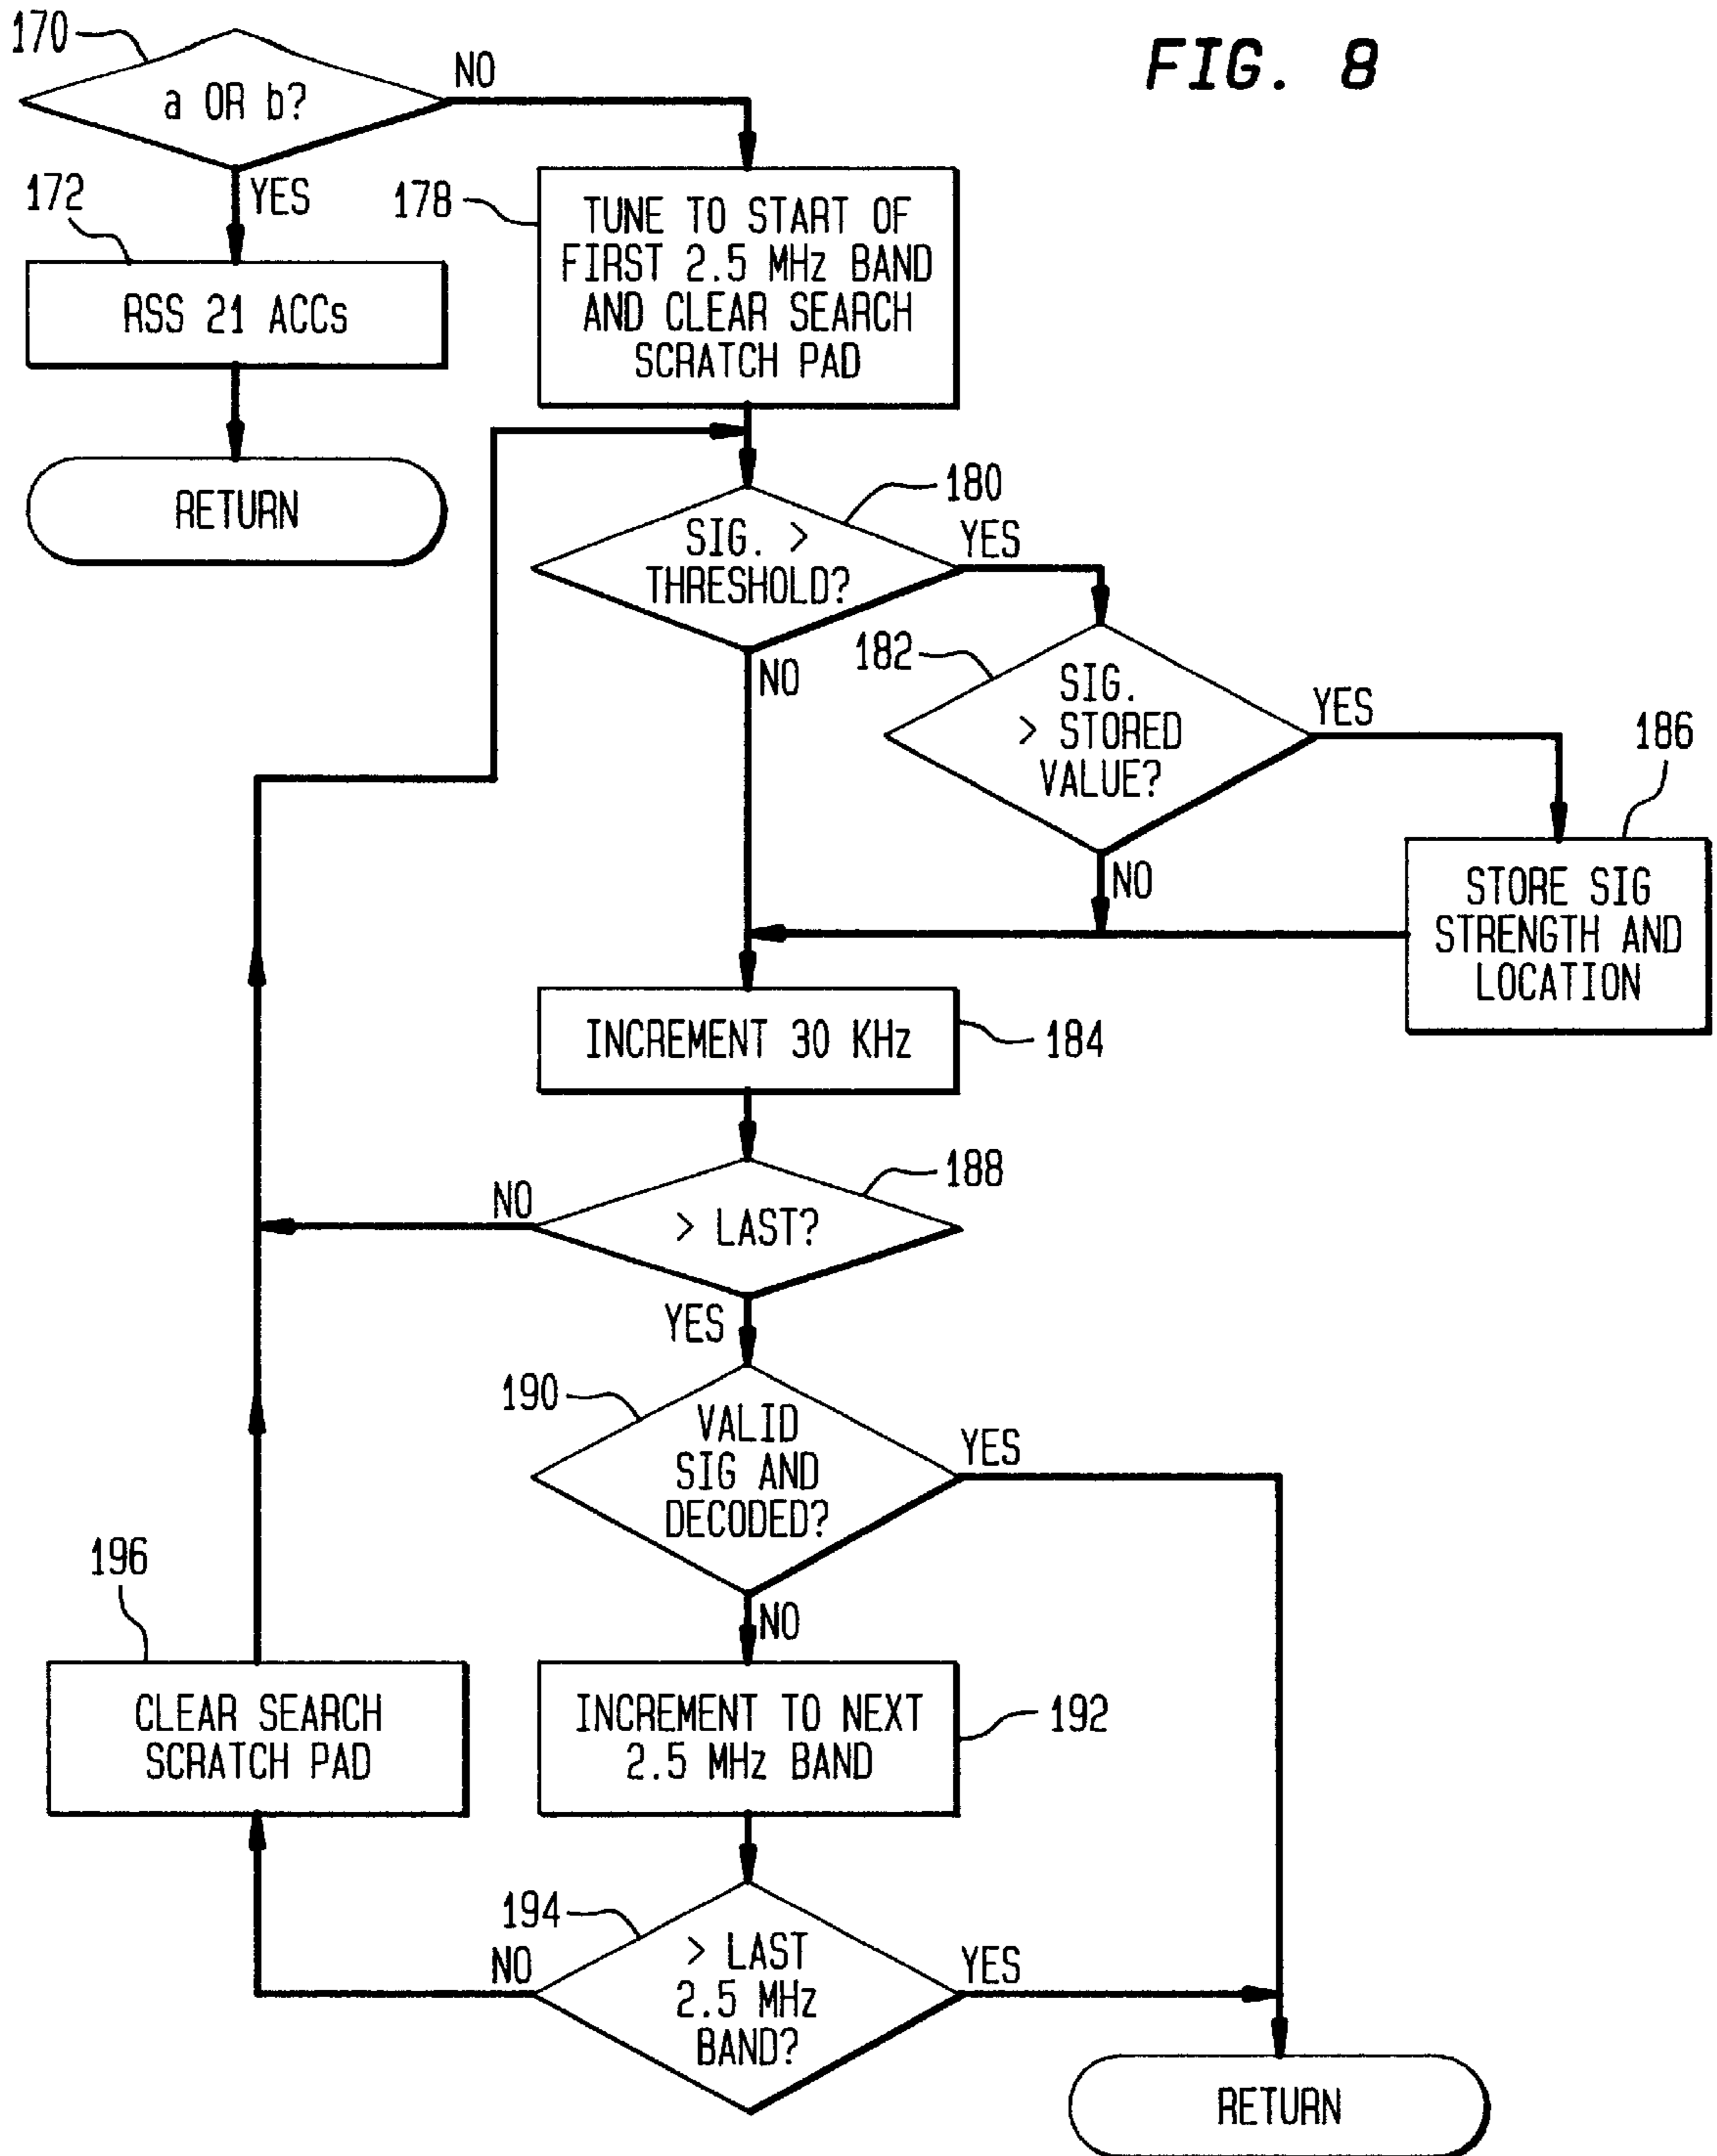 FIG. 8
170
a OR b?
NO
YES
172
RSS 21 ACCs
RETURN
178
TUNE TO START OF
FIRST 2.5 MHz BAND
AND CLEAR SEARCH
SCRATCH PAD
180
SIG. >
THRESHOLD?
YES
NO
182
SIG.
> STORED
VALUE?
YES
NO
186
STORE SIG
STRENGTH AND
LOCATION
INCREMENT 30 KHz
184
188
> LAST?
NO
YES
190
VALID
SIG AND
DECODED?
YES
NO
196
CLEAR SEARCH
SCRATCH PAD
INCREMENT TO NEXT
2.5 MHz BAND
192
194
> LAST
2.5 MHz
BAND?
NO
YES
RETURN